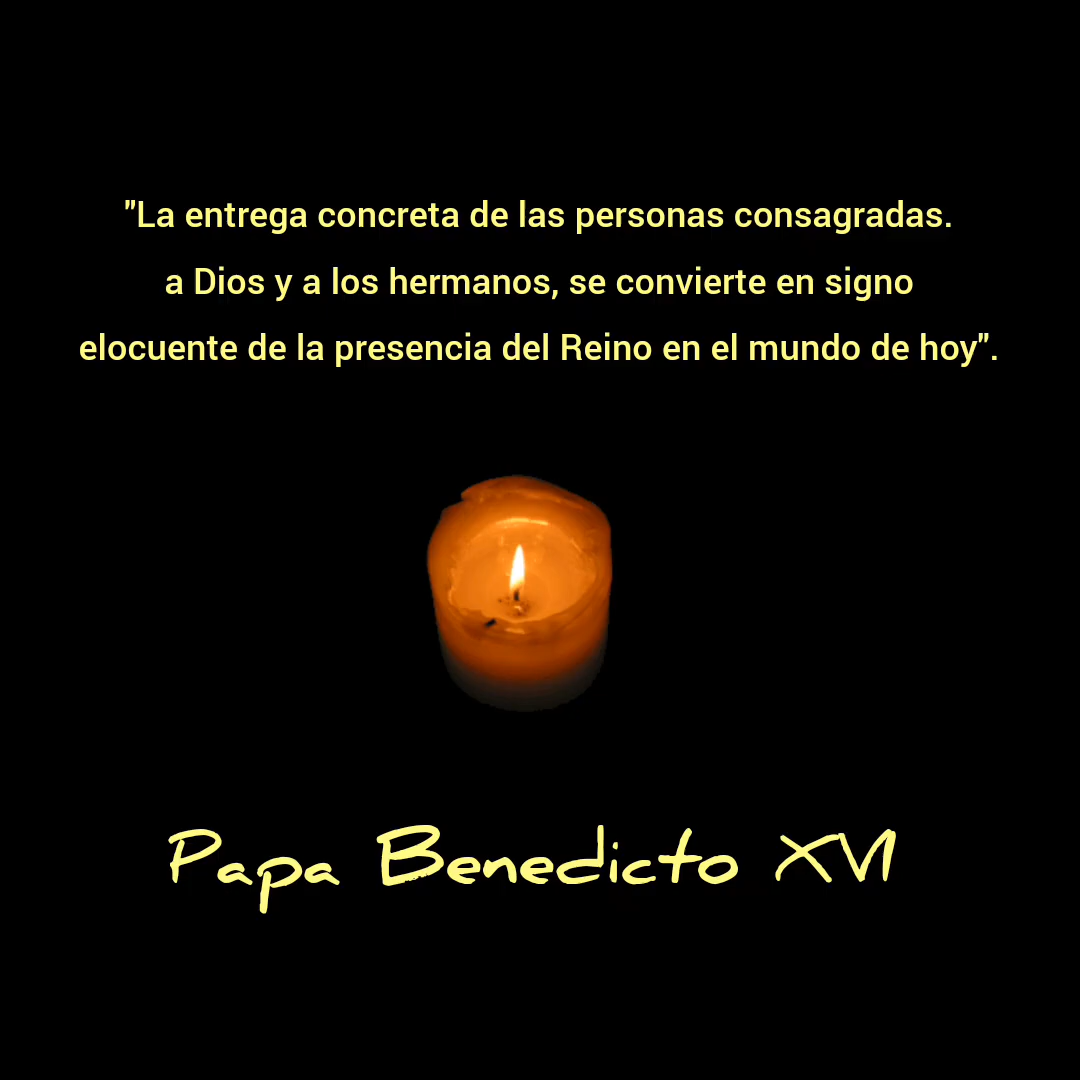 "La entrega concreta de las personas consagradas.
a Dios y a los hermanos, se convierte en signo
elocuente de la presencia del Reino en el mundo de hoy".
Papa Benedicto XVI